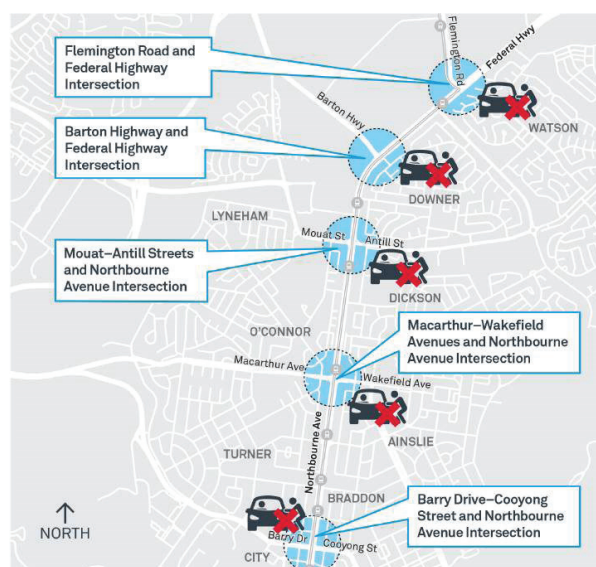 Flemington Road and
Federal Highway
Intersection
Flemington Rd
Federal Hwy
WATSON
Barton Hwy
Barton Highway and
Federal Highway
Intersection
DOWNER
LYNEHAM
Mouat St
Antill St
Mouat–Antill Streets
and Northbourne
Avenue Intersection
DICKSON
O'CONNOR
Macarthur–Wakefield
Avenues and Northbourne
Avenue Intersection
Macarthur Ave
Wakefield Ave
AINSLIE
TURNER
Northbourne Ave
BRADDON
Barry Drive–Cooyong
Street and Northbourne
Avenue Intersection
NORTH
Barry Dr
Cooyong St
CITY